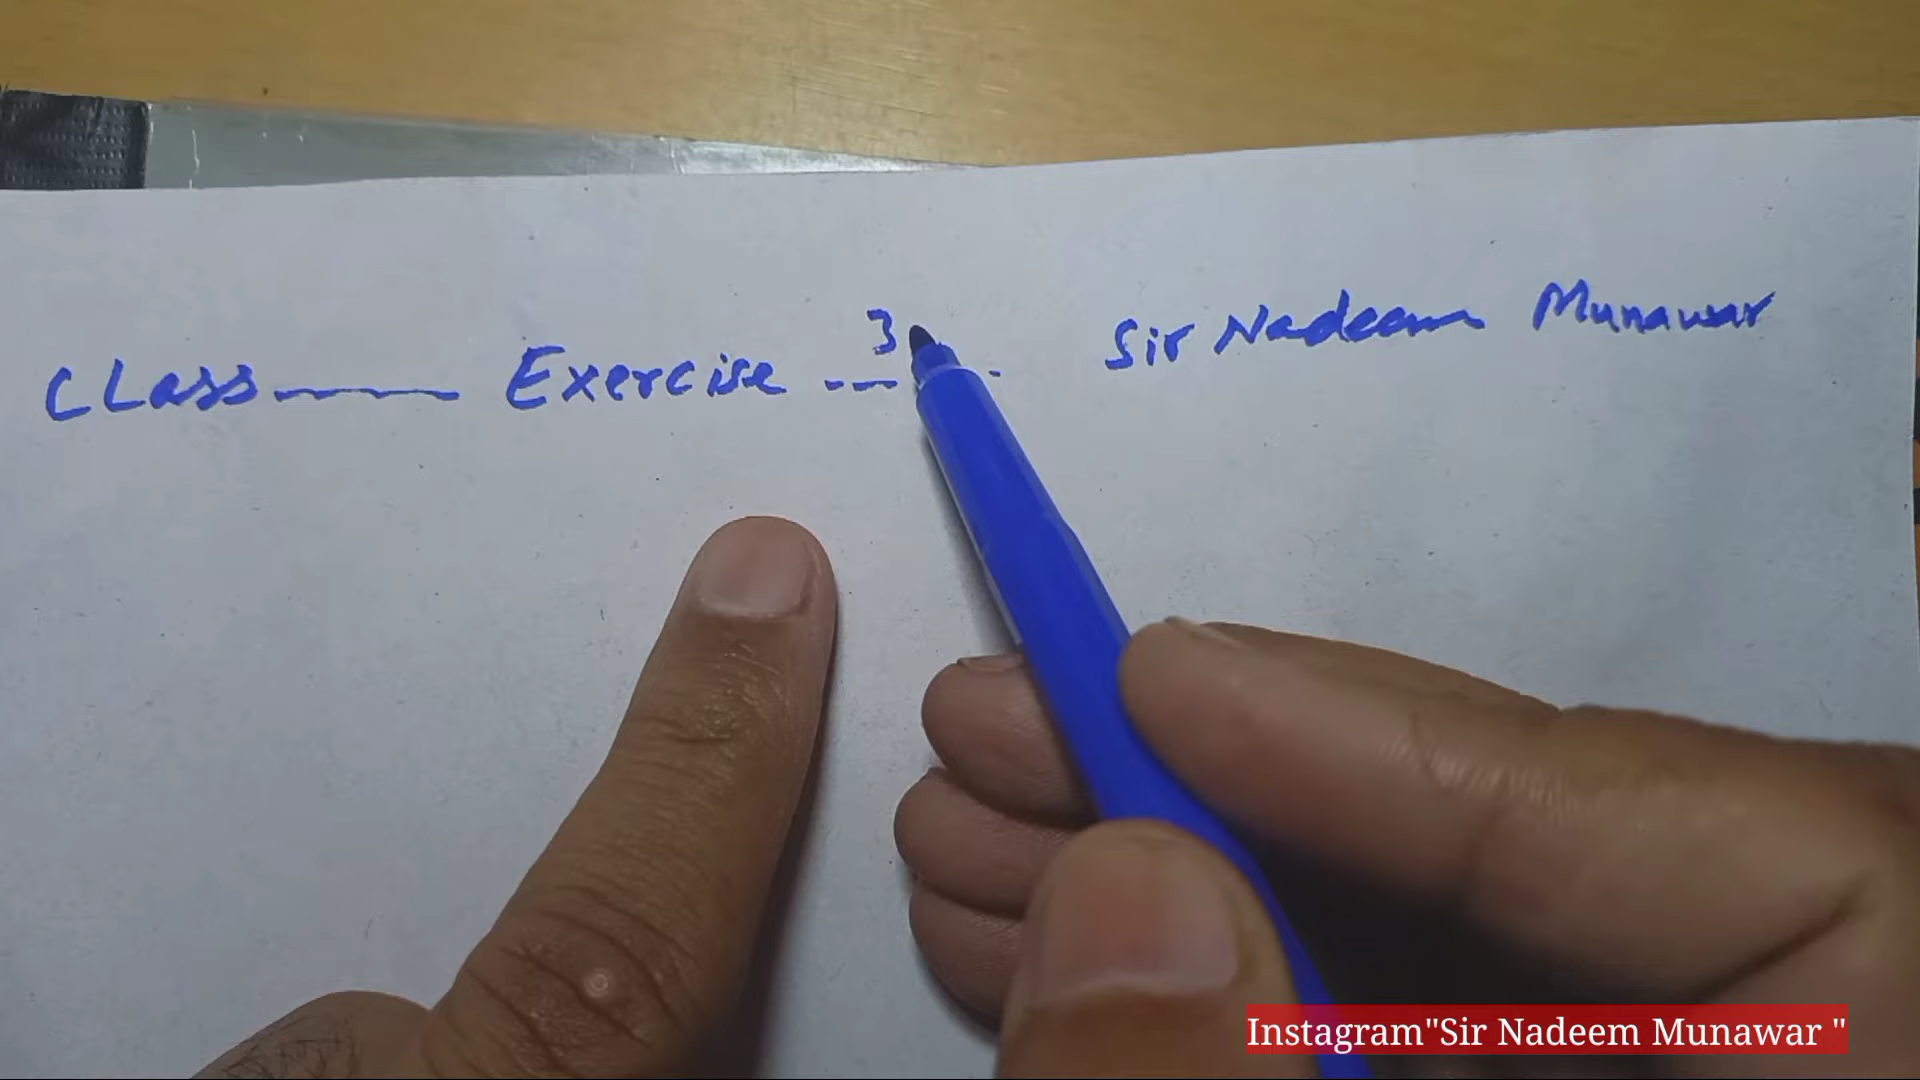 CLass ------ Exercise --- 3 . Sir Nadeem Munawar
Instagram"Sir Nadeem Munawar "